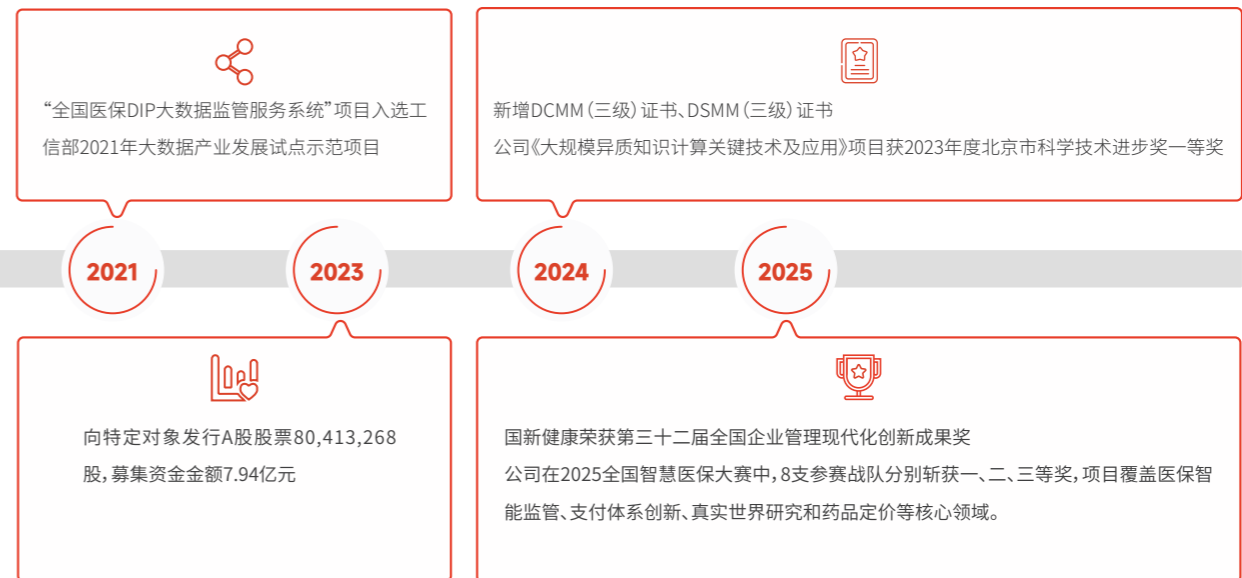 “全国医保DIP大数据监管服务系统”项目入选工
信部2021年大数据产业发展试点示范项目
新增DCMM（三级）证书、DSMM（三级）证书
公司《大规模异质知识计算关键技术及应用》项目获2023年度北京市科学技术进步奖一等奖
2021
2023
2024
2025
向特定对象发行A股股票80,413,268
股，募集资金金额7.94亿元
国新健康荣获第三十二届全国企业管理现代化创新成果奖
公司在2025全国智慧医保大赛中，8支参赛战队分别斩获一、二、三等奖，项目覆盖医保智
能监管、支付体系创新、真实世界研究和药品定价等核心领域。